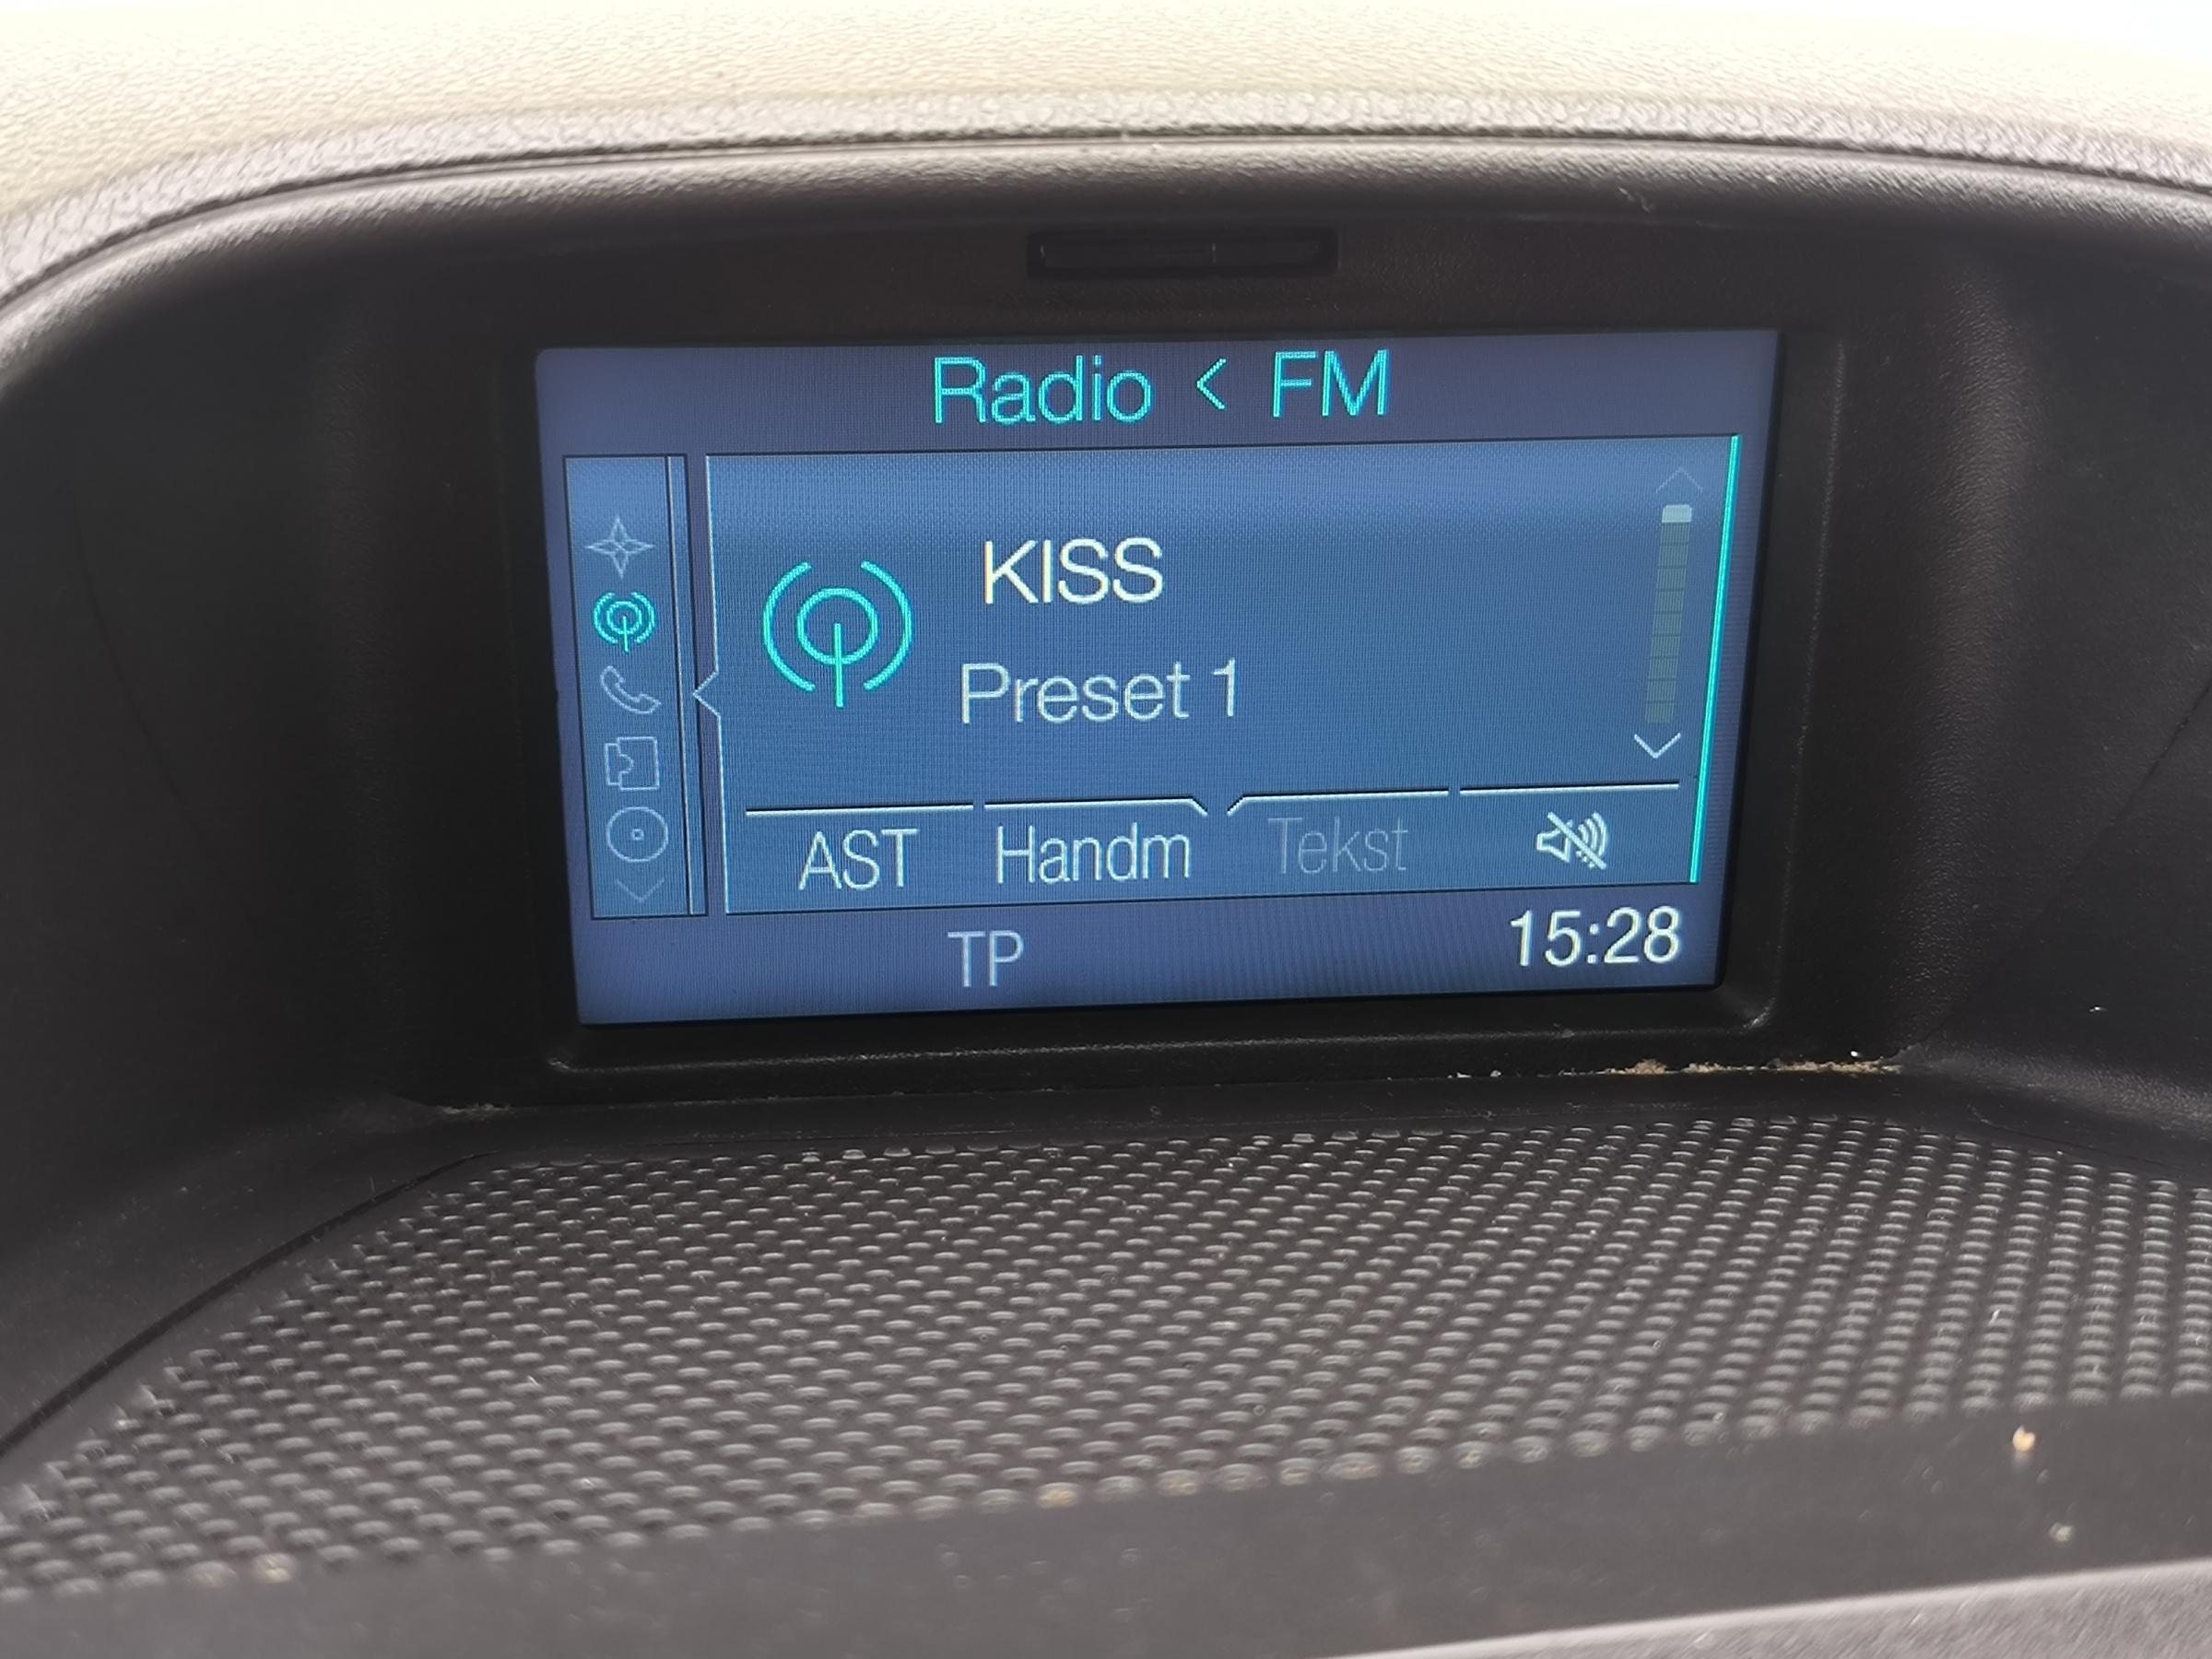 Radio < FM
KISS
Preset 1
AST Handm Tekst
TP 15:28